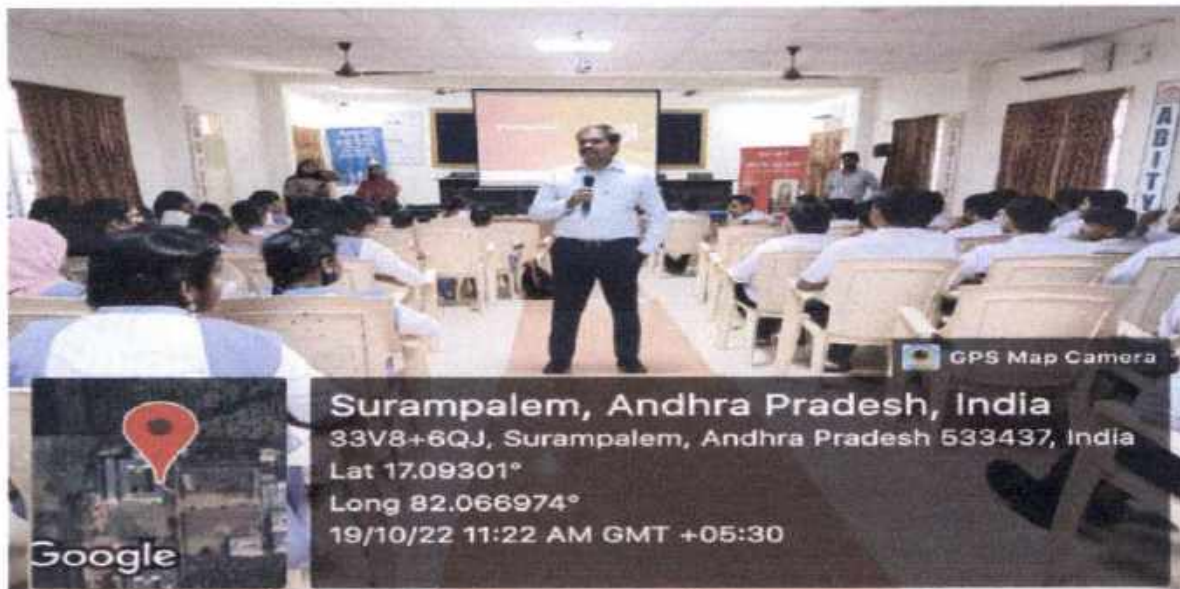 ABITY
GPS Map Camera
Surampalem, Andhra Pradesh, India
33V8+6QJ, Surampalem, Andhra Pradesh 533437, India
Lat 17.09301°
Long 82.066974°
19/10/22 11:22 AM GMT +05:30
Google